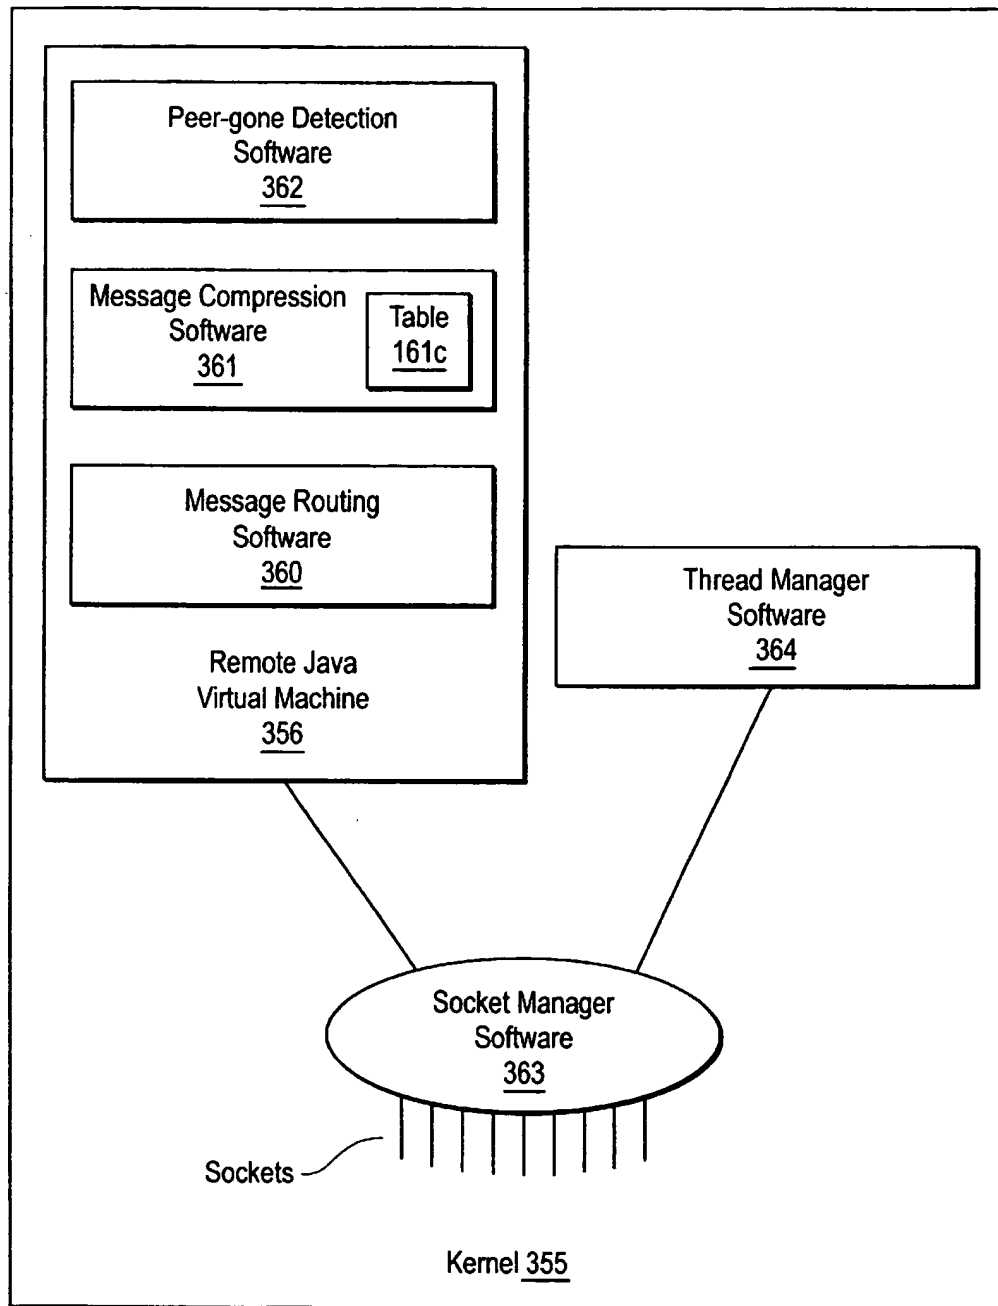 Peer-gone Detection
Software
362
Message Compression
Software
361
Table
161c
Message Routing
Software
360
Remote Java
Virtual Machine
356
Thread Manager
Software
364
Socket Manager
Software
363
Sockets
Kernel 355